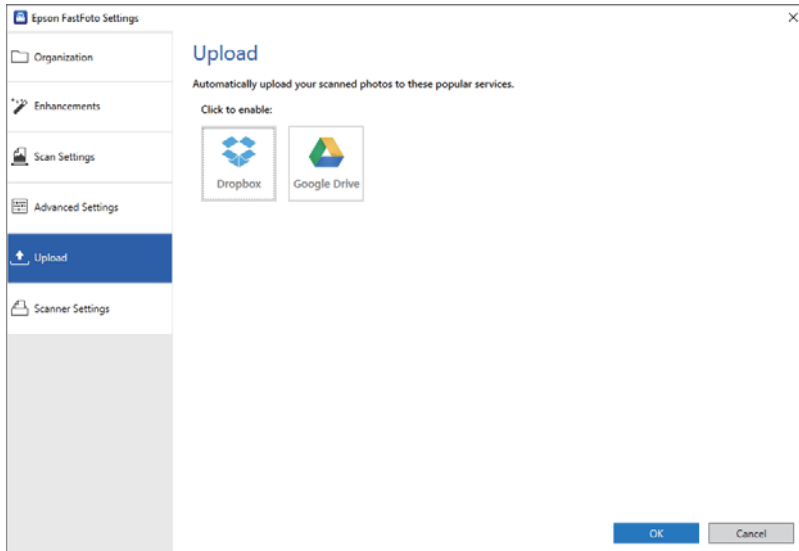 Epson FastFoto Settings
Organization
Enhancements
Scan Settings
Advanced Settings
Upload
Scanner Settings
Upload
Automatically upload your scanned photos to these popular services.
Click to enable:
Dropbox
Google Drive
OK
Cancel